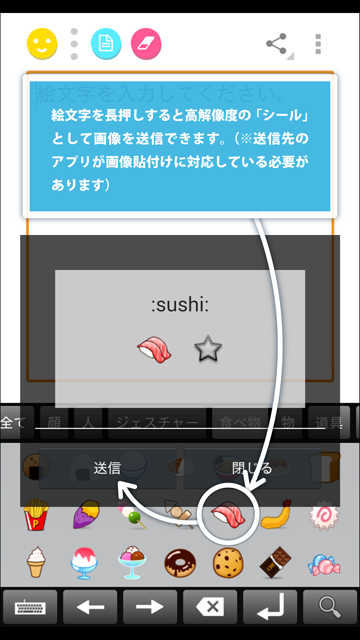 絵文字を入力してください。
絵文字を長押しすると高解像度の「シール」
として画像を送信できます。（※送信先の
アプリが画像貼付けに対応している必要が
あります）
:sushi:
全て 顔 人 ジェスチャー 食べ物 物 道具
送信 閉じる
P